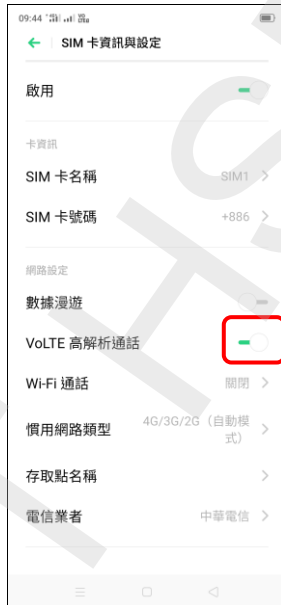 09:44
SIM 卡資訊與設定
啟用
卡資訊
SIM 卡名稱 SIM1
SIM 卡號碼 +886
網路設定
數據漫遊
VoLTE 高解析通話
Wi-Fi 通話 關閉
慣用網路類型 4G/3G/2G（自動模
式）
存取點名稱
電信業者 中華電信